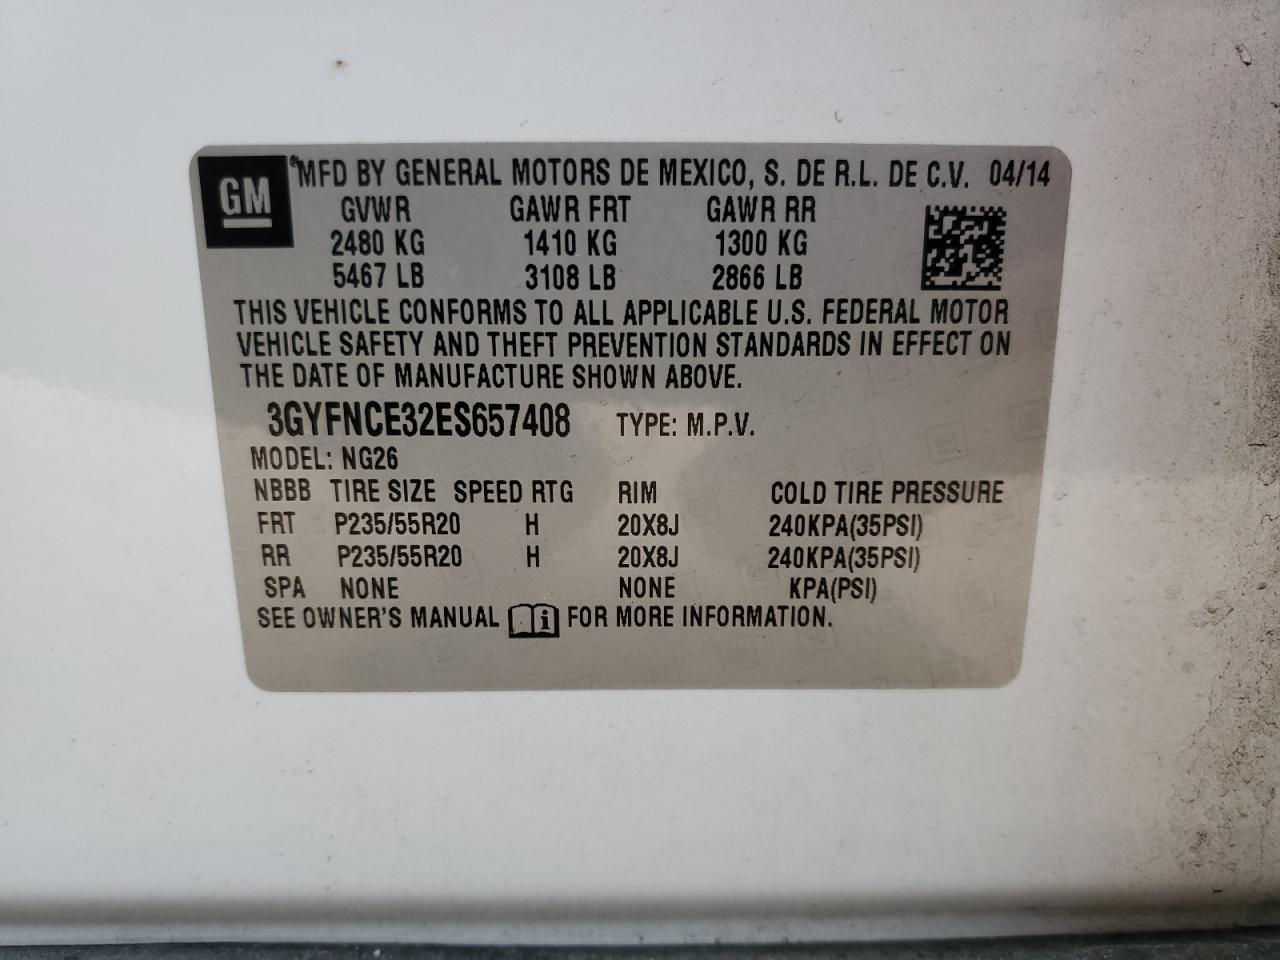 GM
MFD BY GENERAL MOTORS DE MEXICO, S. DE R.L. DE C.V. 04/14
GVWR GAWR FRT GAWR RR
2480 KG 1410 KG 1300 KG
5467 LB 3108 LB 2866 LB
THIS VEHICLE CONFORMS TO ALL APPLICABLE U.S. FEDERAL MOTOR
VEHICLE SAFETY AND THEFT PREVENTION STANDARDS IN EFFECT ON
THE DATE OF MANUFACTURE SHOWN ABOVE.
3GYFNCE32ES657408 TYPE: M.P.V.
MODEL: NG26
NBBB TIRE SIZE SPEED RTG RIM COLD TIRE PRESSURE
FRT P235/55R20 H 20X8J 240KPA(35PSI)
RR P235/55R20 H 20X8J 240KPA(35PSI)
SPA NONE NONE KPA(PSI)
SEE OWNER'S MANUAL i FOR MORE INFORMATION.